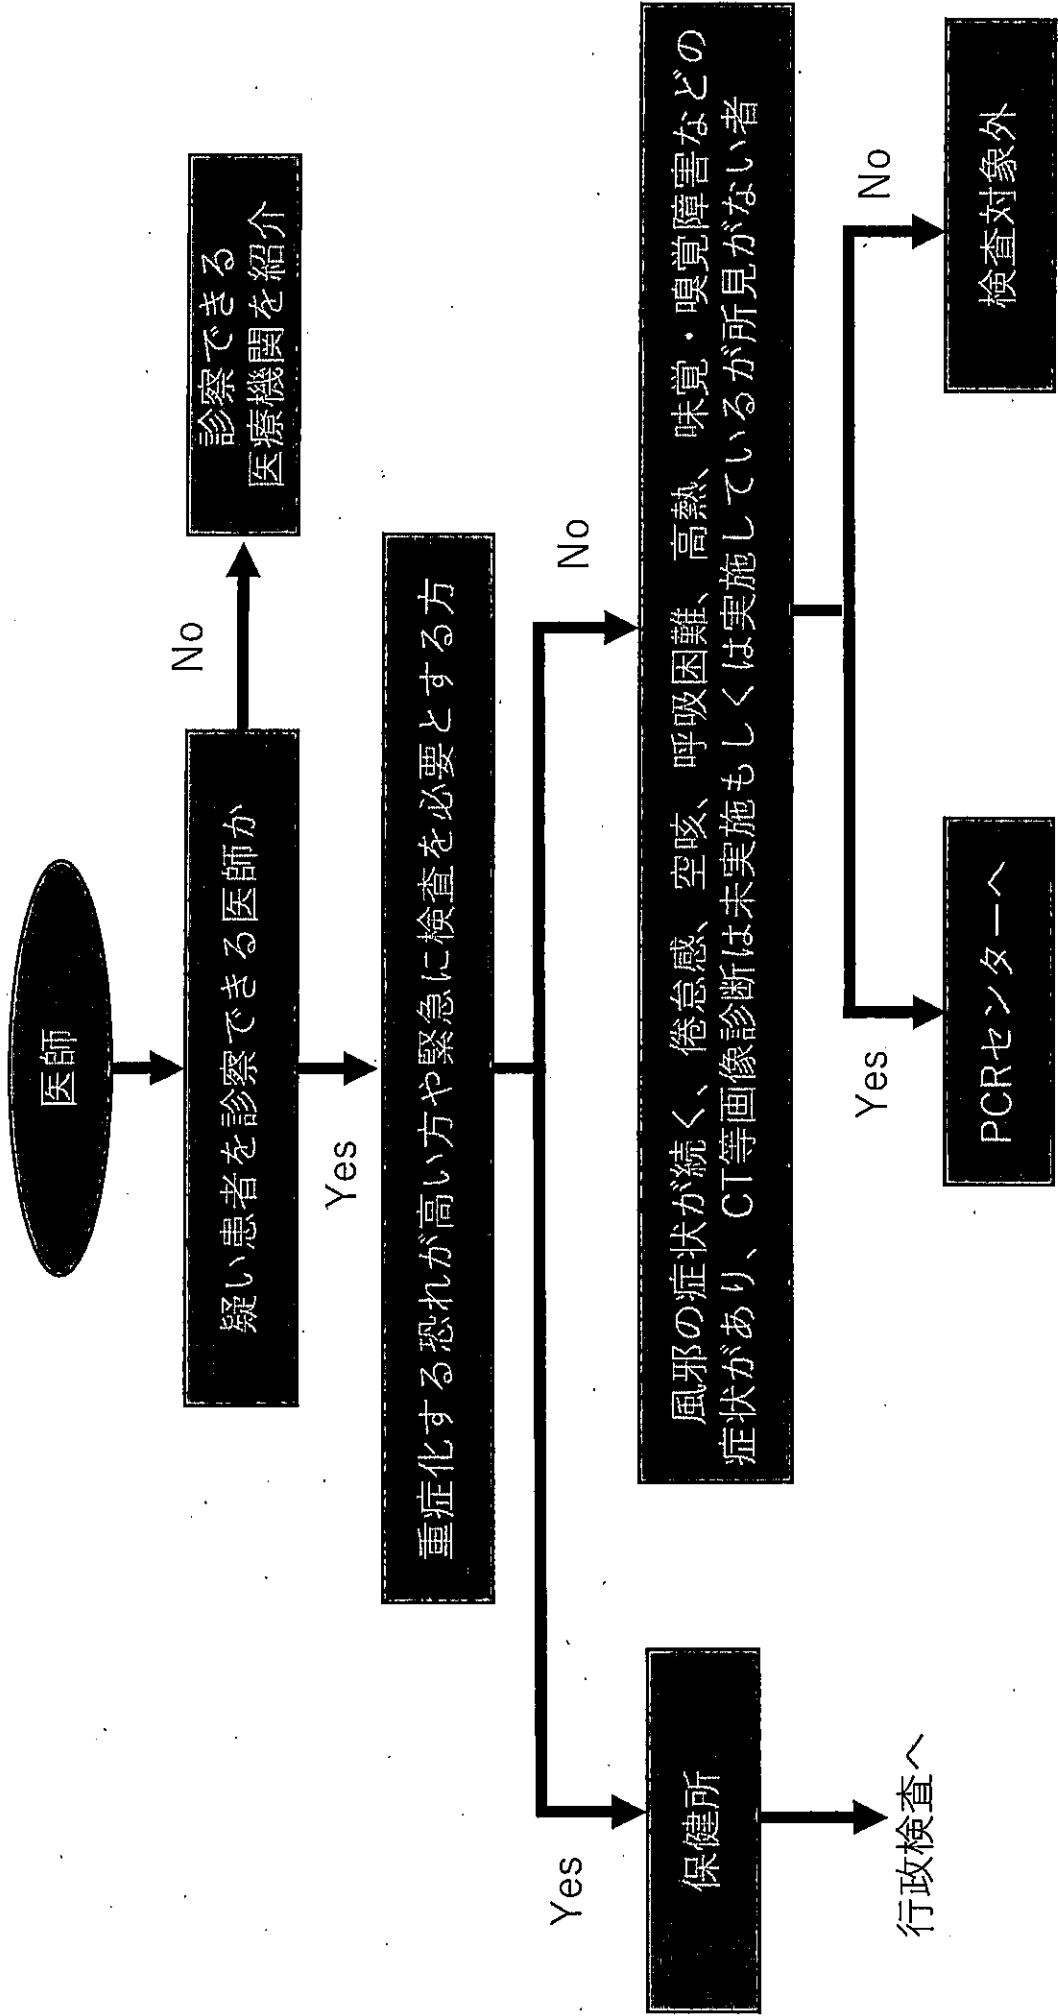 医師
疑い患者を診察できる医師か
No
診察できる
医療機関を紹介
Yes
重症化する恐れが高い方や緊急に検査を必要とする方
Yes
No
保健所
行政検査へ
風邪の症状が続く、倦怠感、空咳、呼吸困難、高熱、味覚・嗅覚障害などの
症状があり、CT等画像診断は未実施もしくは実施しているが所見がない者
Yes
No
PCRセンターへ
検査対象外